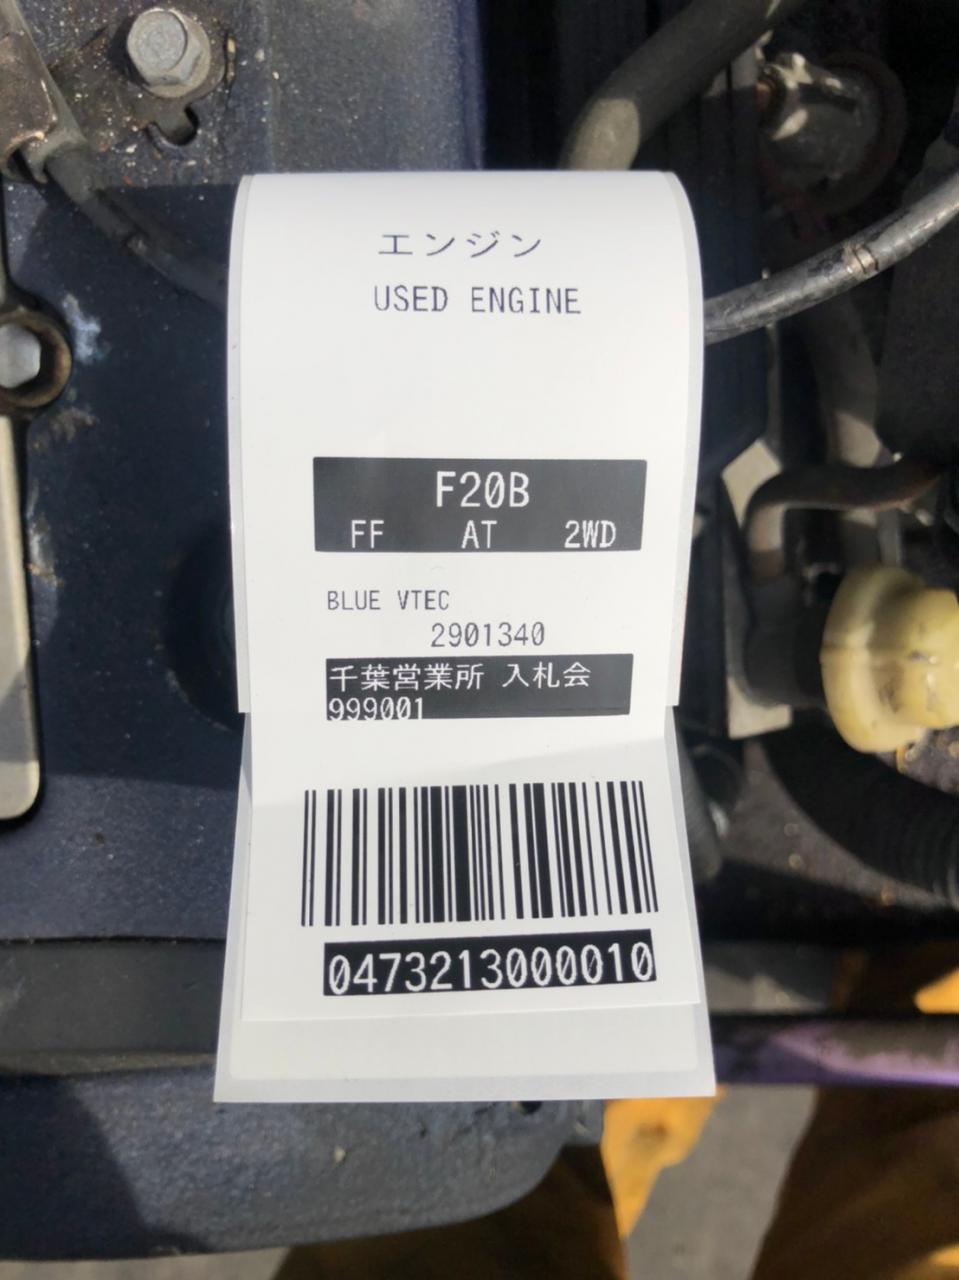 エンジン
USED ENGINE
F20B
FF AT 2WD
BLUE VTEC
2901340
千葉営業所 入札会
999001
0473213000010